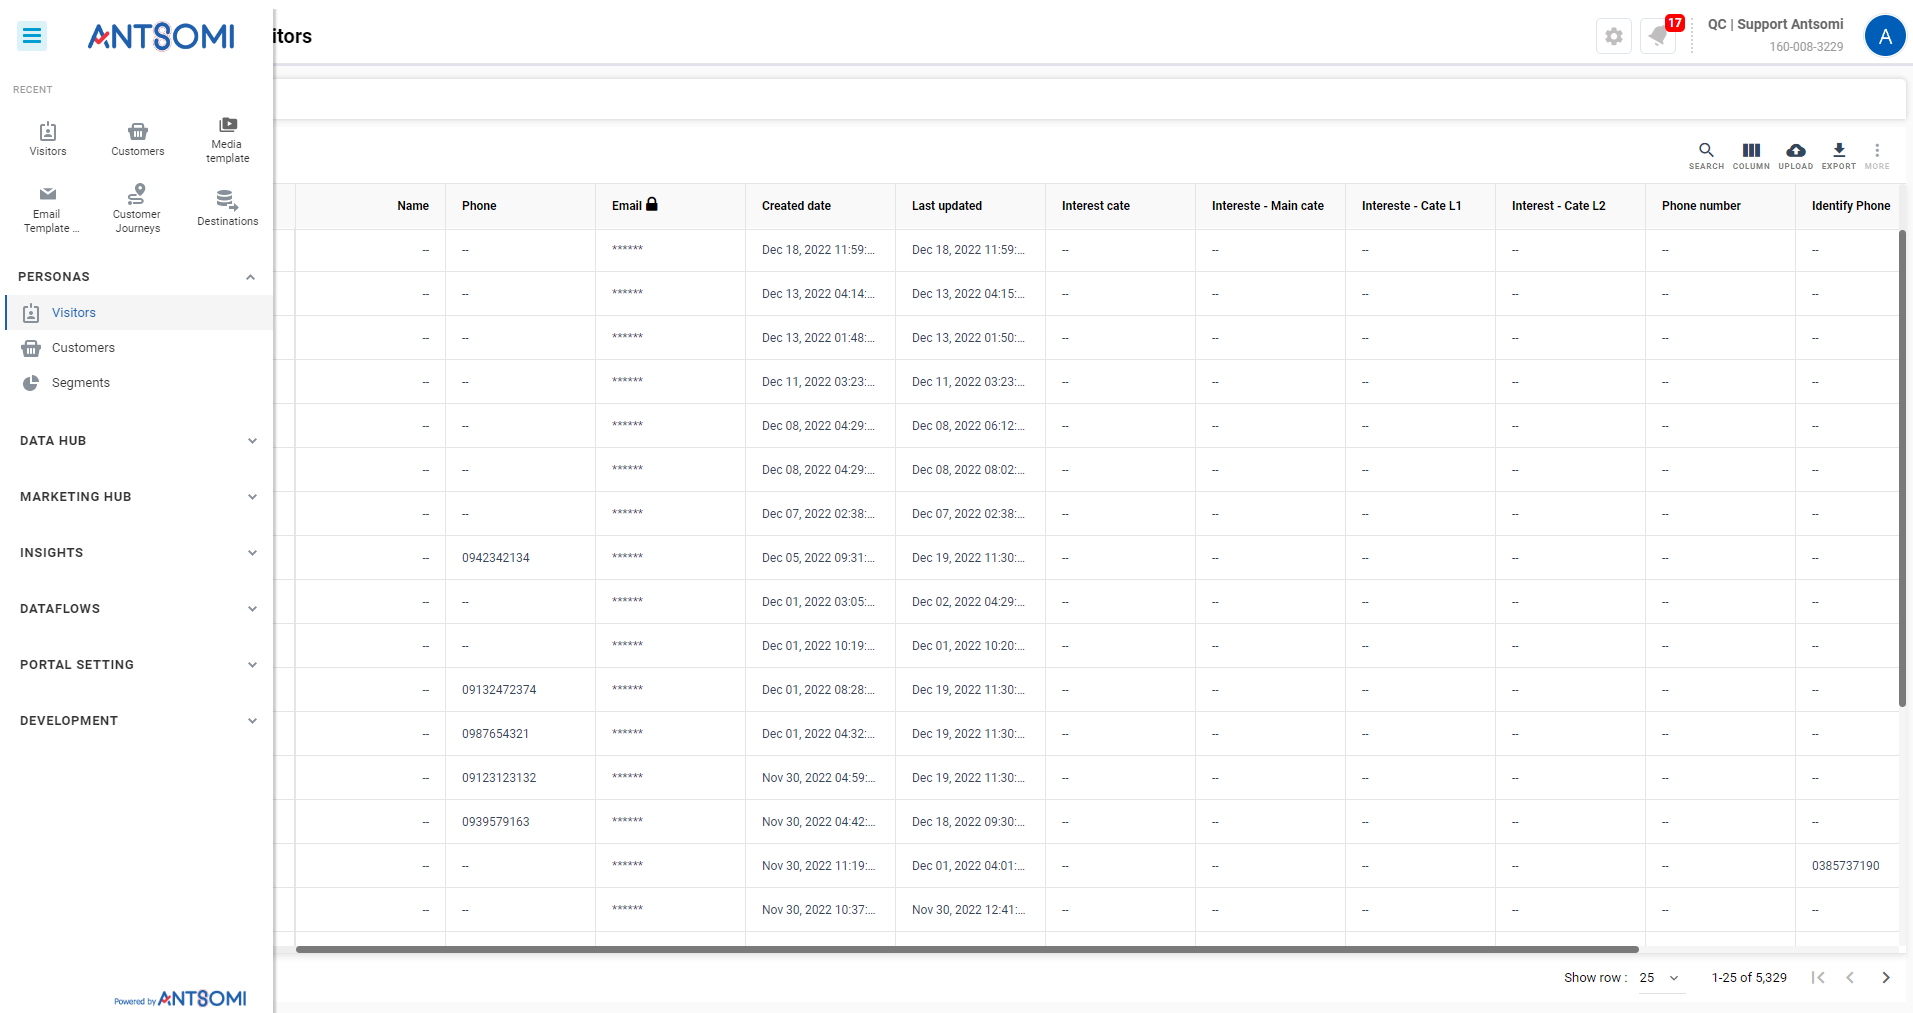 ANTSOMI
itors
17
QC | Support Antsomi
160-008-3229
A
RECENT
Visitors
Customers
Media
template
Email
Template ...
Customer
Journeys
Destinations
PERSONAS
Visitors
Customers
Segments
DATA HUB
MARKETING HUB
INSIGHTS
DATAFLOWS
PORTAL SETTING
DEVELOPMENT
Powered by ANTSOMI
SEARCH COLUMN UPLOAD EXPORT MORE
Name Phone Email Created date Last updated Interest cate Intereste - Main cate Intereste - Cate L1 Interest - Cate L2 Phone number Identify Phone
-- -- ****** Dec 18, 2022 11:59:... Dec 18, 2022 11:59:... -- -- -- -- -- --
-- -- ****** Dec 13, 2022 04:14:... Dec 13, 2022 04:15:... -- -- -- -- -- --
-- -- ****** Dec 13, 2022 01:48:... Dec 13, 2022 01:50:... -- -- -- -- -- --
-- -- ****** Dec 11, 2022 03:23:... Dec 11, 2022 03:23:... -- -- -- -- -- --
-- -- ****** Dec 08, 2022 04:29:... Dec 08, 2022 06:12:... -- -- -- -- -- --
-- -- ****** Dec 08, 2022 04:29:... Dec 08, 2022 08:02:... -- -- -- -- -- --
-- -- ****** Dec 07, 2022 02:38:... Dec 07, 2022 02:38:... -- -- -- -- -- --
-- 0942342134 ****** Dec 05, 2022 09:31:... Dec 19, 2022 11:30:... -- -- -- -- -- --
-- -- ****** Dec 01, 2022 03:05:... Dec 02, 2022 04:29:... -- -- -- -- -- --
-- -- ****** Dec 01, 2022 10:19:... Dec 01, 2022 10:20:... -- -- -- -- -- --
-- 09132472374 ****** Dec 01, 2022 08:28:... Dec 19, 2022 11:30:... -- -- -- -- -- --
-- 0987654321 ****** Dec 01, 2022 04:32:... Dec 19, 2022 11:30:... -- -- -- -- -- --
-- 09123123132 ****** Nov 30, 2022 04:59:... Dec 19, 2022 11:30:... -- -- -- -- -- --
-- 0939579163 ****** Nov 30, 2022 04:42:... Dec 18, 2022 09:30:... -- -- -- -- -- --
-- -- ****** Nov 30, 2022 11:19:... Dec 01, 2022 04:01:... -- -- -- -- -- 0385737190
-- -- ****** Nov 30, 2022 10:37:... Nov 30, 2022 12:41:... -- -- -- -- -- --
Show row : 25 1-25 of 5,329